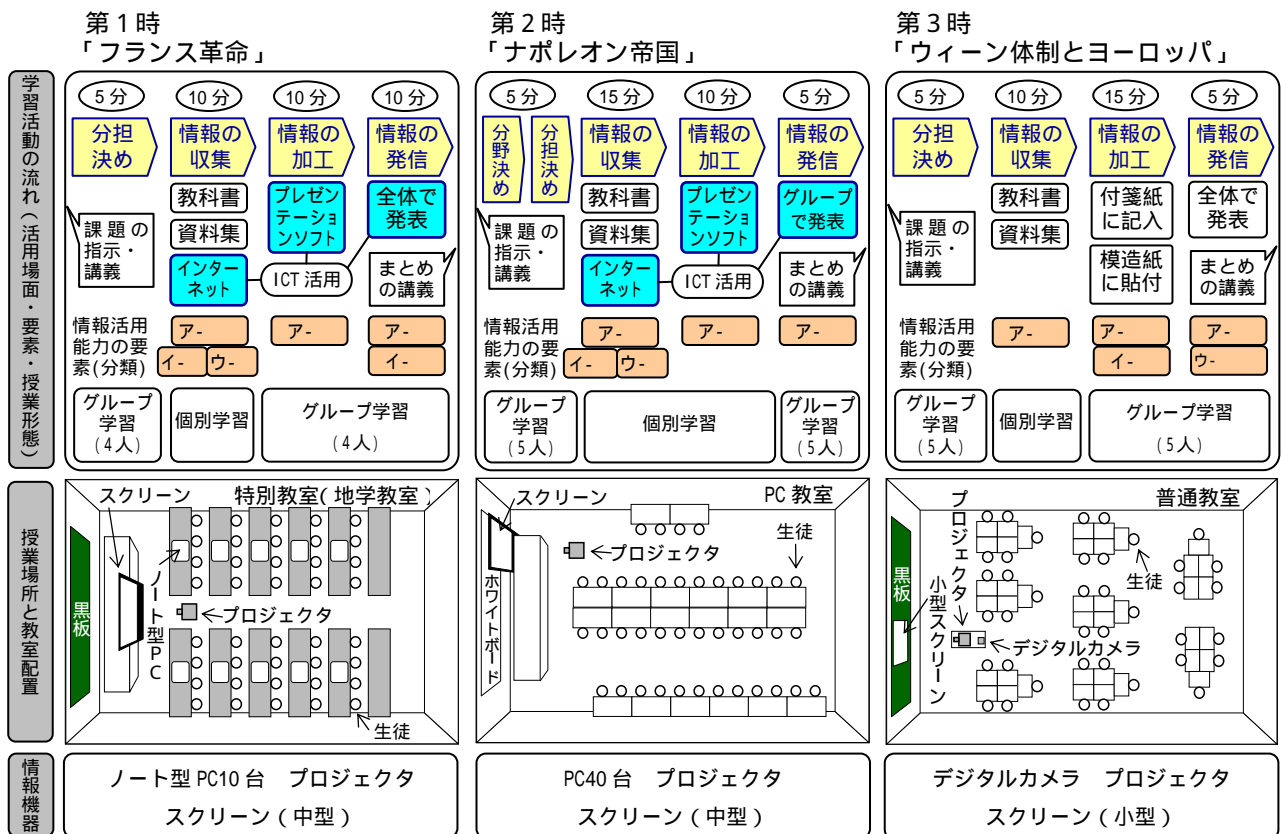 第１時
「フランス革命」
第２時
「ナポレオン帝国」
第３時
「ウィーン体制とヨーロッパ」
学習活動の流れ（活用場面・要素・授業形態）
5分
10分
10分
10分
分担
決め
情報の
収集
情報の
加工
情報の
発信
教科書
資料集
インター
ネット
プレゼン
テーショ
ンソフト
全体で
発表
ICT 活用
課題の
指示・
講義
まとめ
の講義
情報活用
能力の要
素(分類)
ア-
イ-
ウ-
ア-
ア-
イ-
グループ
学習
(4人)
個別学習
グループ学習
(4人)
5分
15分
10分
5分
分野決め
分担決め
情報の
収集
情報の
加工
情報の
発信
教科書
資料集
インター
ネット
プレゼン
テーショ
ンソフト
グループ
で発表
ICT 活用
課題の
指示・
講義
まとめ
の講義
情報活用
能力の要
素(分類)
ア-
イ-
ウ-
ア-
ア-
グループ
学習
(5人)
個別学習
グループ
学習
(5人)
5分
10分
15分
5分
分担
決め
情報の
収集
情報の
加工
情報の
発信
教科書
資料集
付箋紙
に記入
模造紙
に貼付
全体で
発表
課題の
指示・
講義
まとめ
の講義
情報活用
能力の要
素(分類)
ア-
ア-
イ-
ア-
ウ-
グループ
学習
(5人)
個別学習
グループ学習
(5人)
授業場所と教室配置
スクリーン
特別教室(地学教室)
黒板
ノート型PC
プロジェクタ
生徒
スクリーン
PC 教室
プロジェクタ
生徒
ホワイトボード
普通教室
プロジェクタ
黒板
小型スクリーン
デジタルカメラ
生徒
情報機器
ノート型 PC10 台　プロジェクタ
スクリーン（中型）
PC40 台　プロジェクタ
スクリーン（中型）
デジタルカメラ　プロジェクタ
スクリーン（小型）